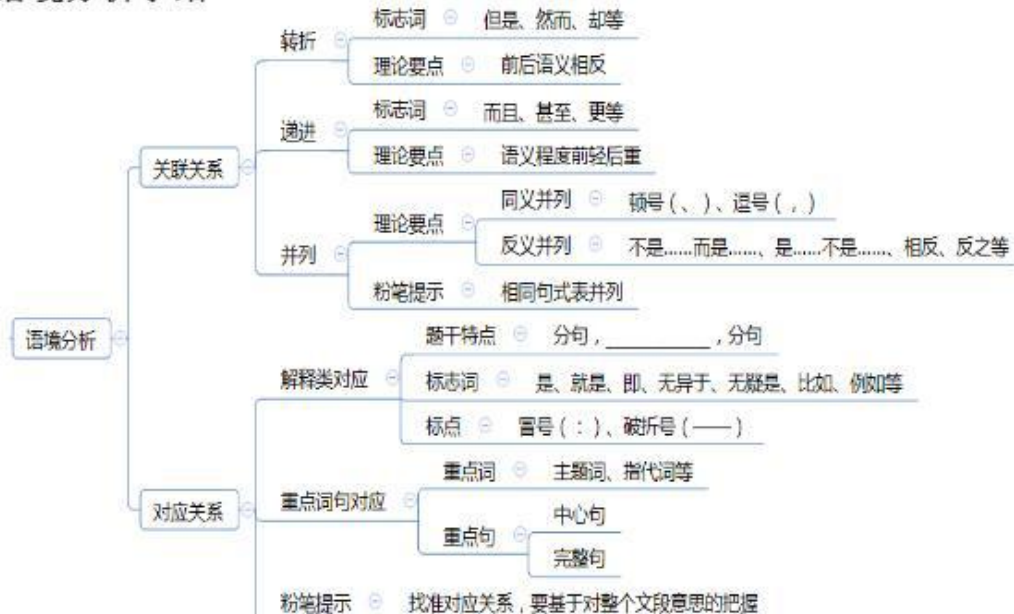 转折
标志词 但是、然而、却等
理论要点 前后语义相反
递进
标志词 而且、甚至、更等
理论要点 语义程度前轻后重
关联关系
并列
理论要点
同义并列 顿号(、)、逗号(,)
反义并列 不是……而是……、是……不是……、相反、反之等
粉笔提示 相同句式表并列
语境分析
解释类对应
题干特点 分句,__________,分句
标志词 是、就是、即、无异于、无疑是、比如、例如等
标点 冒号(:)、破折号(——)
对应关系
重点词句对应
重点词 主题词、指代词等
重点句
中心句
完整句
粉笔提示 找准对应关系,要基于对整个文段意思的把握